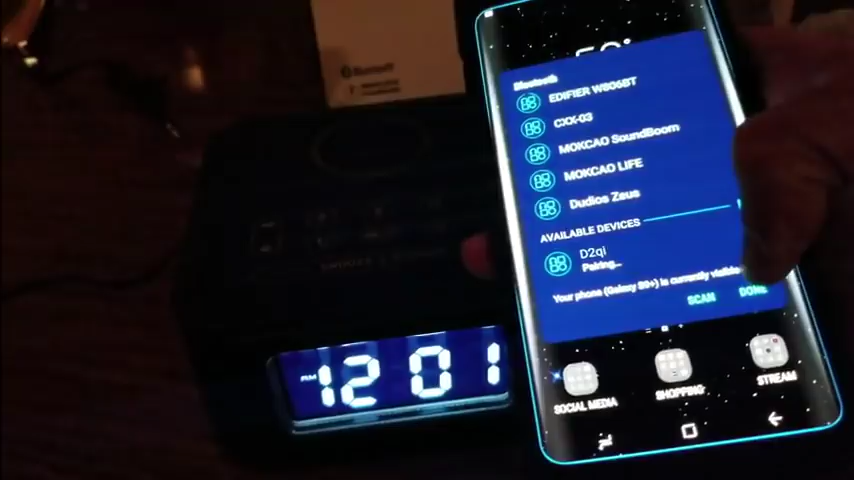 Bluetooth
Bluetooth
EDIFIER W806BT
CXX-03
MOKCAO SoundBoom
MOKCAO LIFE
Dudios Zeus
AVAILABLE DEVICES
D2qi
Pairing...
Your phone (Galaxy S9+) is currently visible
SCAN
DONE
SOCIAL MEDIA
SHOPPING
STREAM
12 01